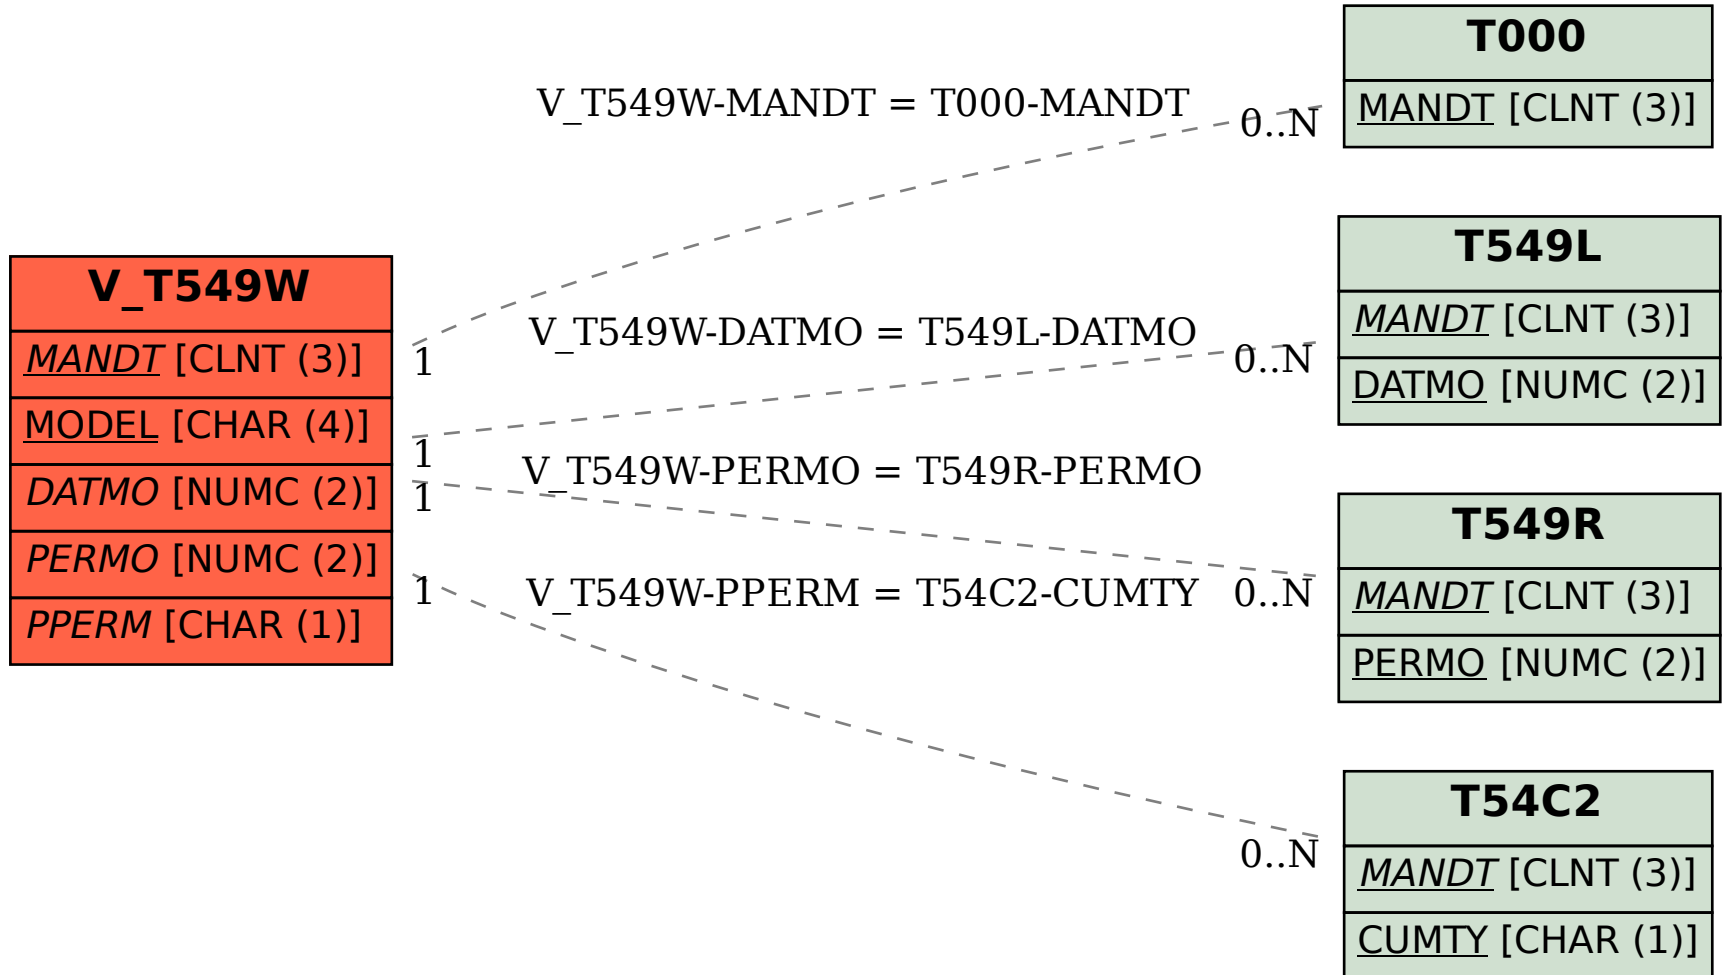 V_T549W
MANDT [CLNT (3)]
MODEL [CHAR (4)]
DATMO [NUMC (2)]
PERMO [NUMC (2)]
PPERM [CHAR (1)]
V_T549W-MANDT = T000-MANDT
1
0..N
V_T549W-DATMO = T549L-DATMO
1
0..N
V_T549W-PERMO = T549R-PERMO
1
0..N
V_T549W-PPERM = T54C2-CUMTY
1
0..N
T000
MANDT [CLNT (3)]
T549L
MANDT [CLNT (3)]
DATMO [NUMC (2)]
T549R
MANDT [CLNT (3)]
PERMO [NUMC (2)]
T54C2
MANDT [CLNT (3)]
CUMTY [CHAR (1)]